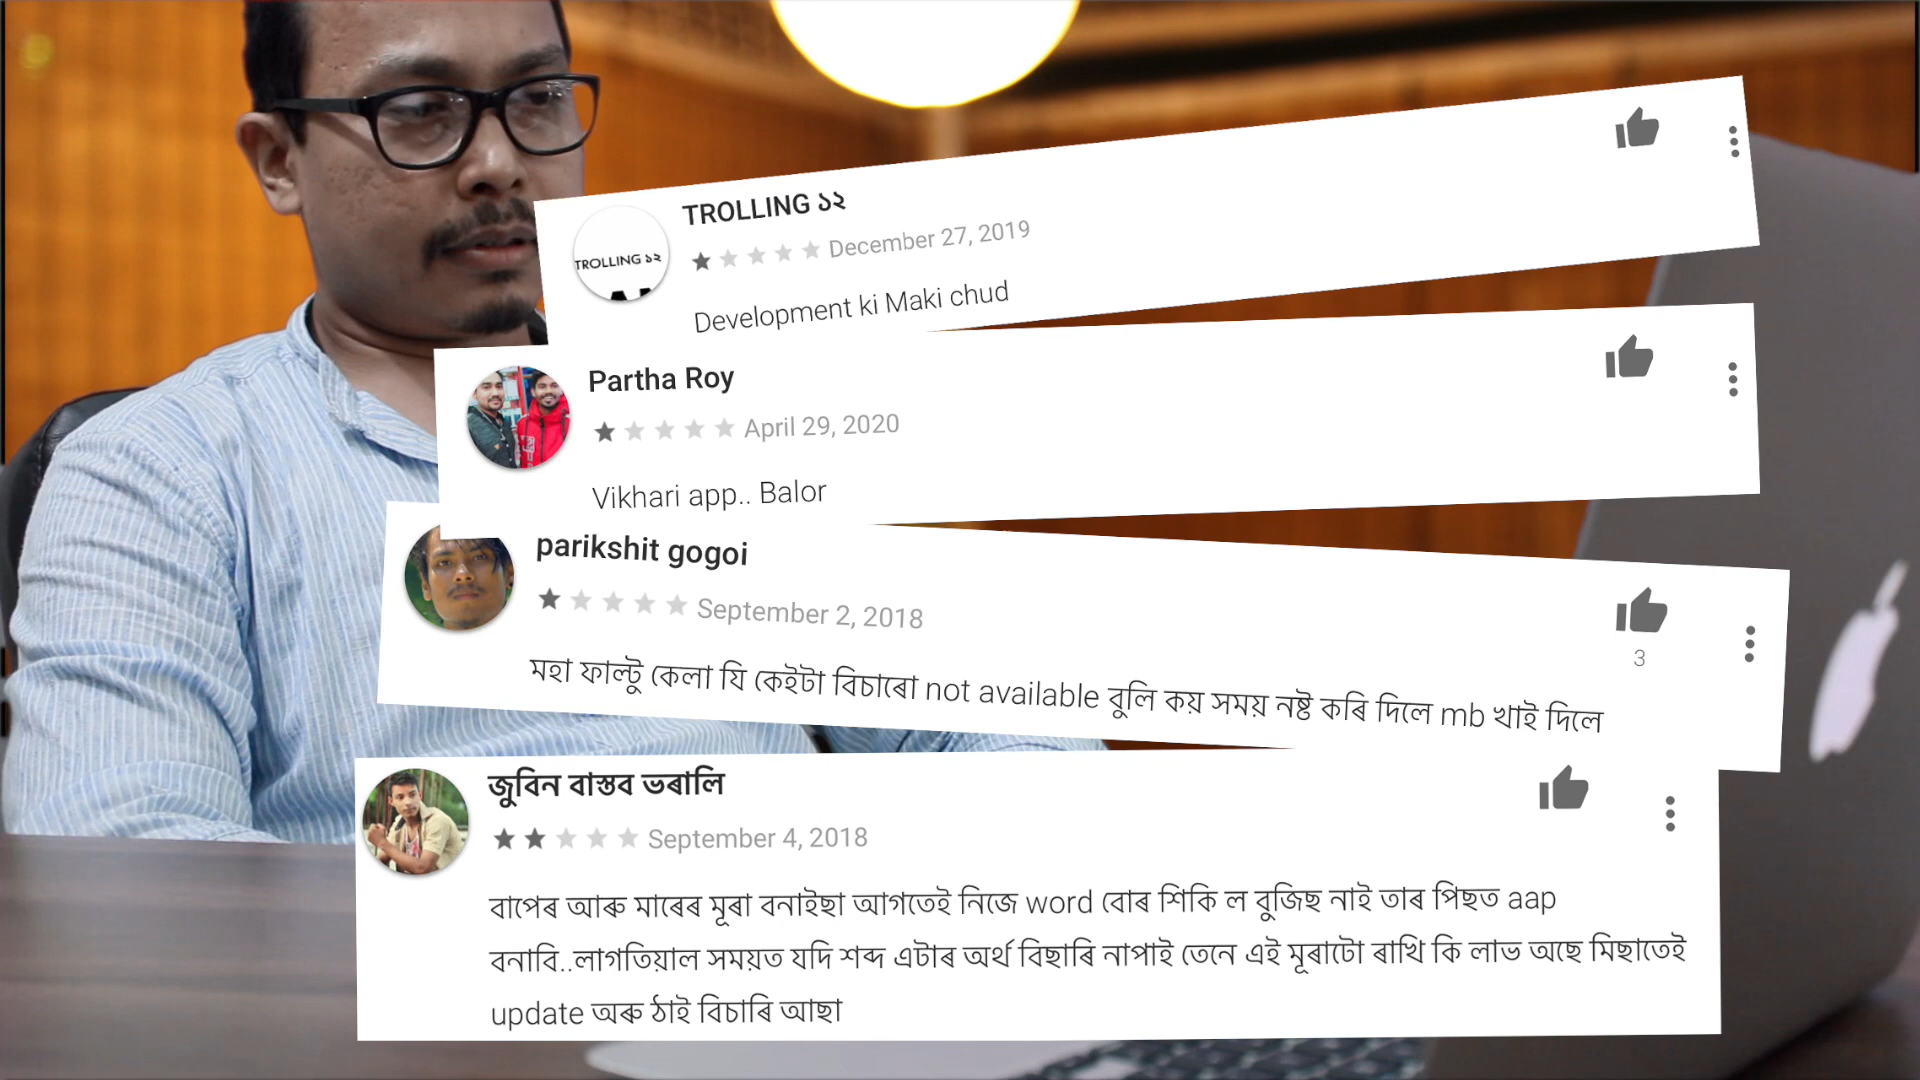 TROLLING ১২
TROLLING ১২
December 27, 2019
Development ki Maki chud
Partha Roy
April 29, 2020
Vikhari app.. Balor
parikshit gogoi
September 2, 2018
3
মহা ফাল্টু কেলা যি কেইটা বিচাৰো not available বুলি কয় সময় নষ্ট কৰি দিলে mb খাই দিলে
জুবিন বাস্তব ভৰালি
September 4, 2018
বাপেৰ আৰু মাৰেৰ মূৰা বনাইছা আগতেই নিজে word বোৰ শিকি ল বুজিছ নাই তাৰ পিছত aap
বনাবি..লাগতিয়াল সময়ত যদি শব্দ এটাৰ অৰ্থ বিছাৰি নাপাই তেনে এই মূৰাটো ৰাখি কি লাভ অছে মিছাতেই
update অৰু ঠাই বিচাৰি আছা